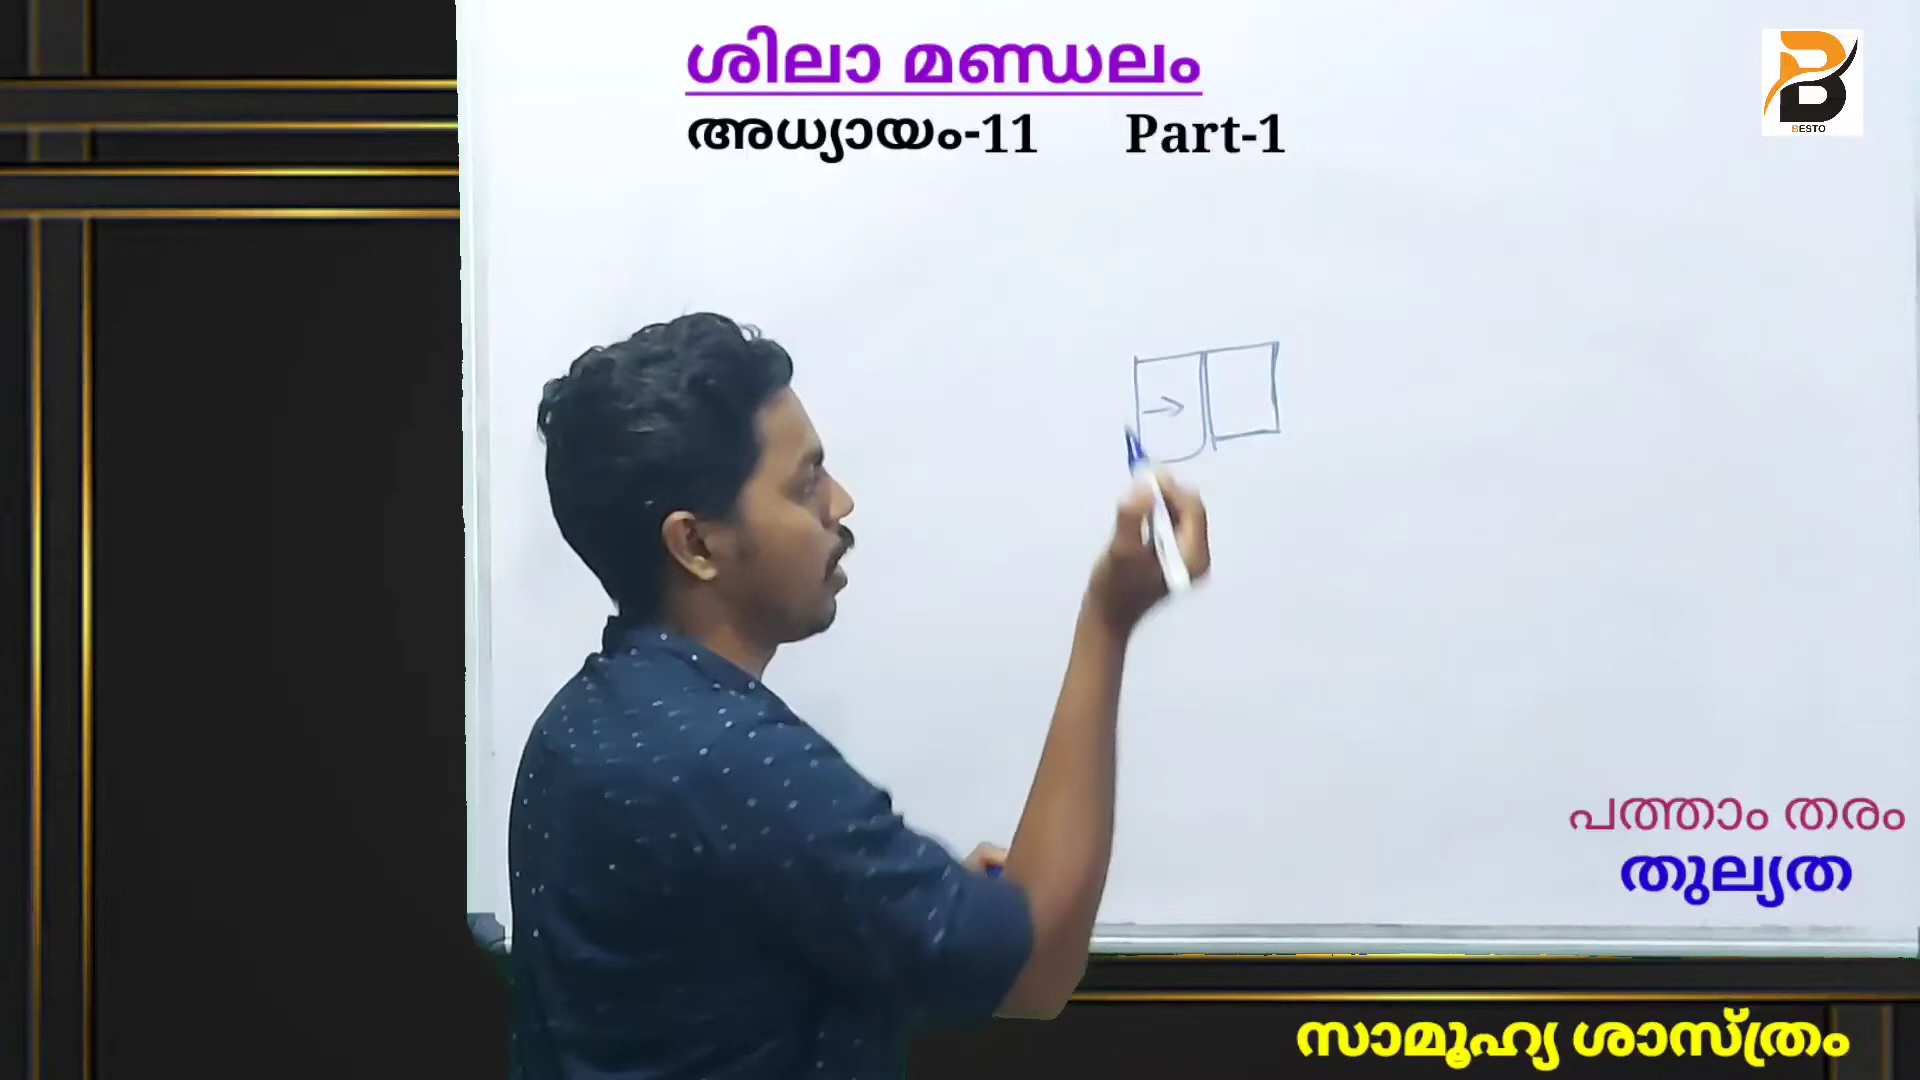 ശിലാ മണ്ഡലം
അധ്യായം-11 Part-1
BESTO
പത്താം തരം
തുല്യത
സാമൂഹ്യ ശാസ്ത്രം